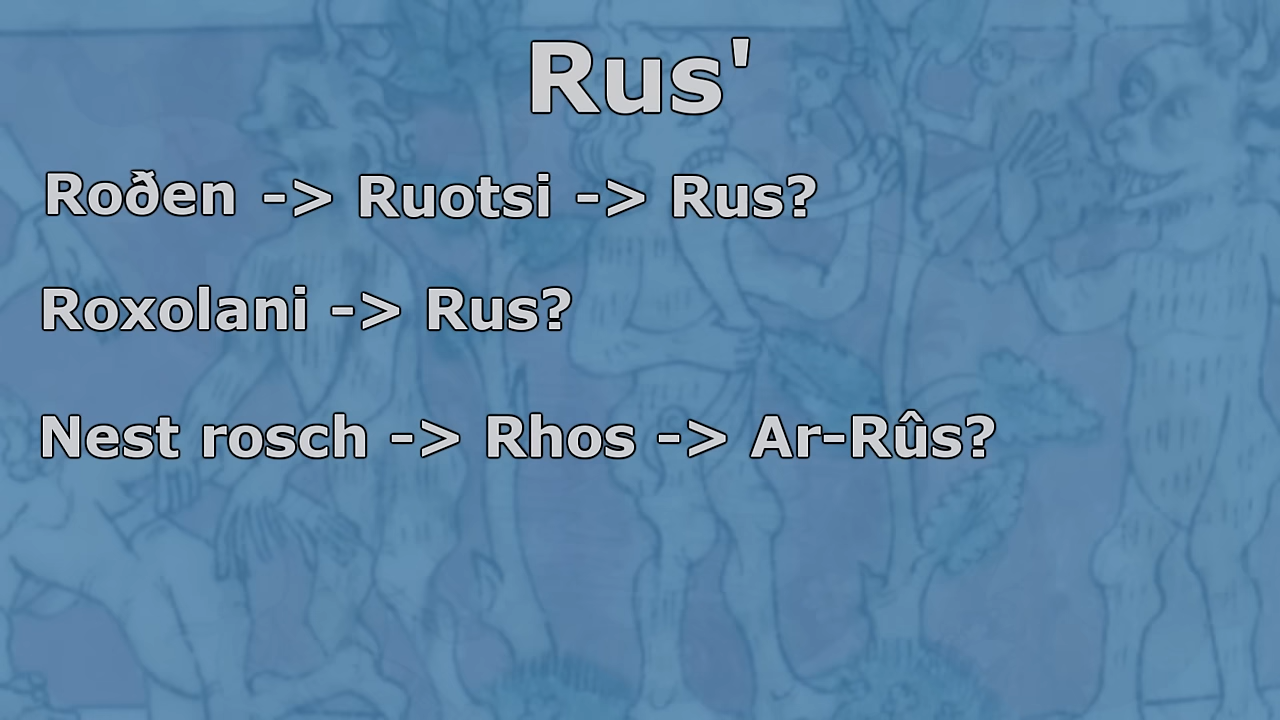 Rus'
Roðen -> Ruotsi -> Rus?
Roxolani -> Rus?
Nest rosch -> Rhos -> Ar-Rûs?